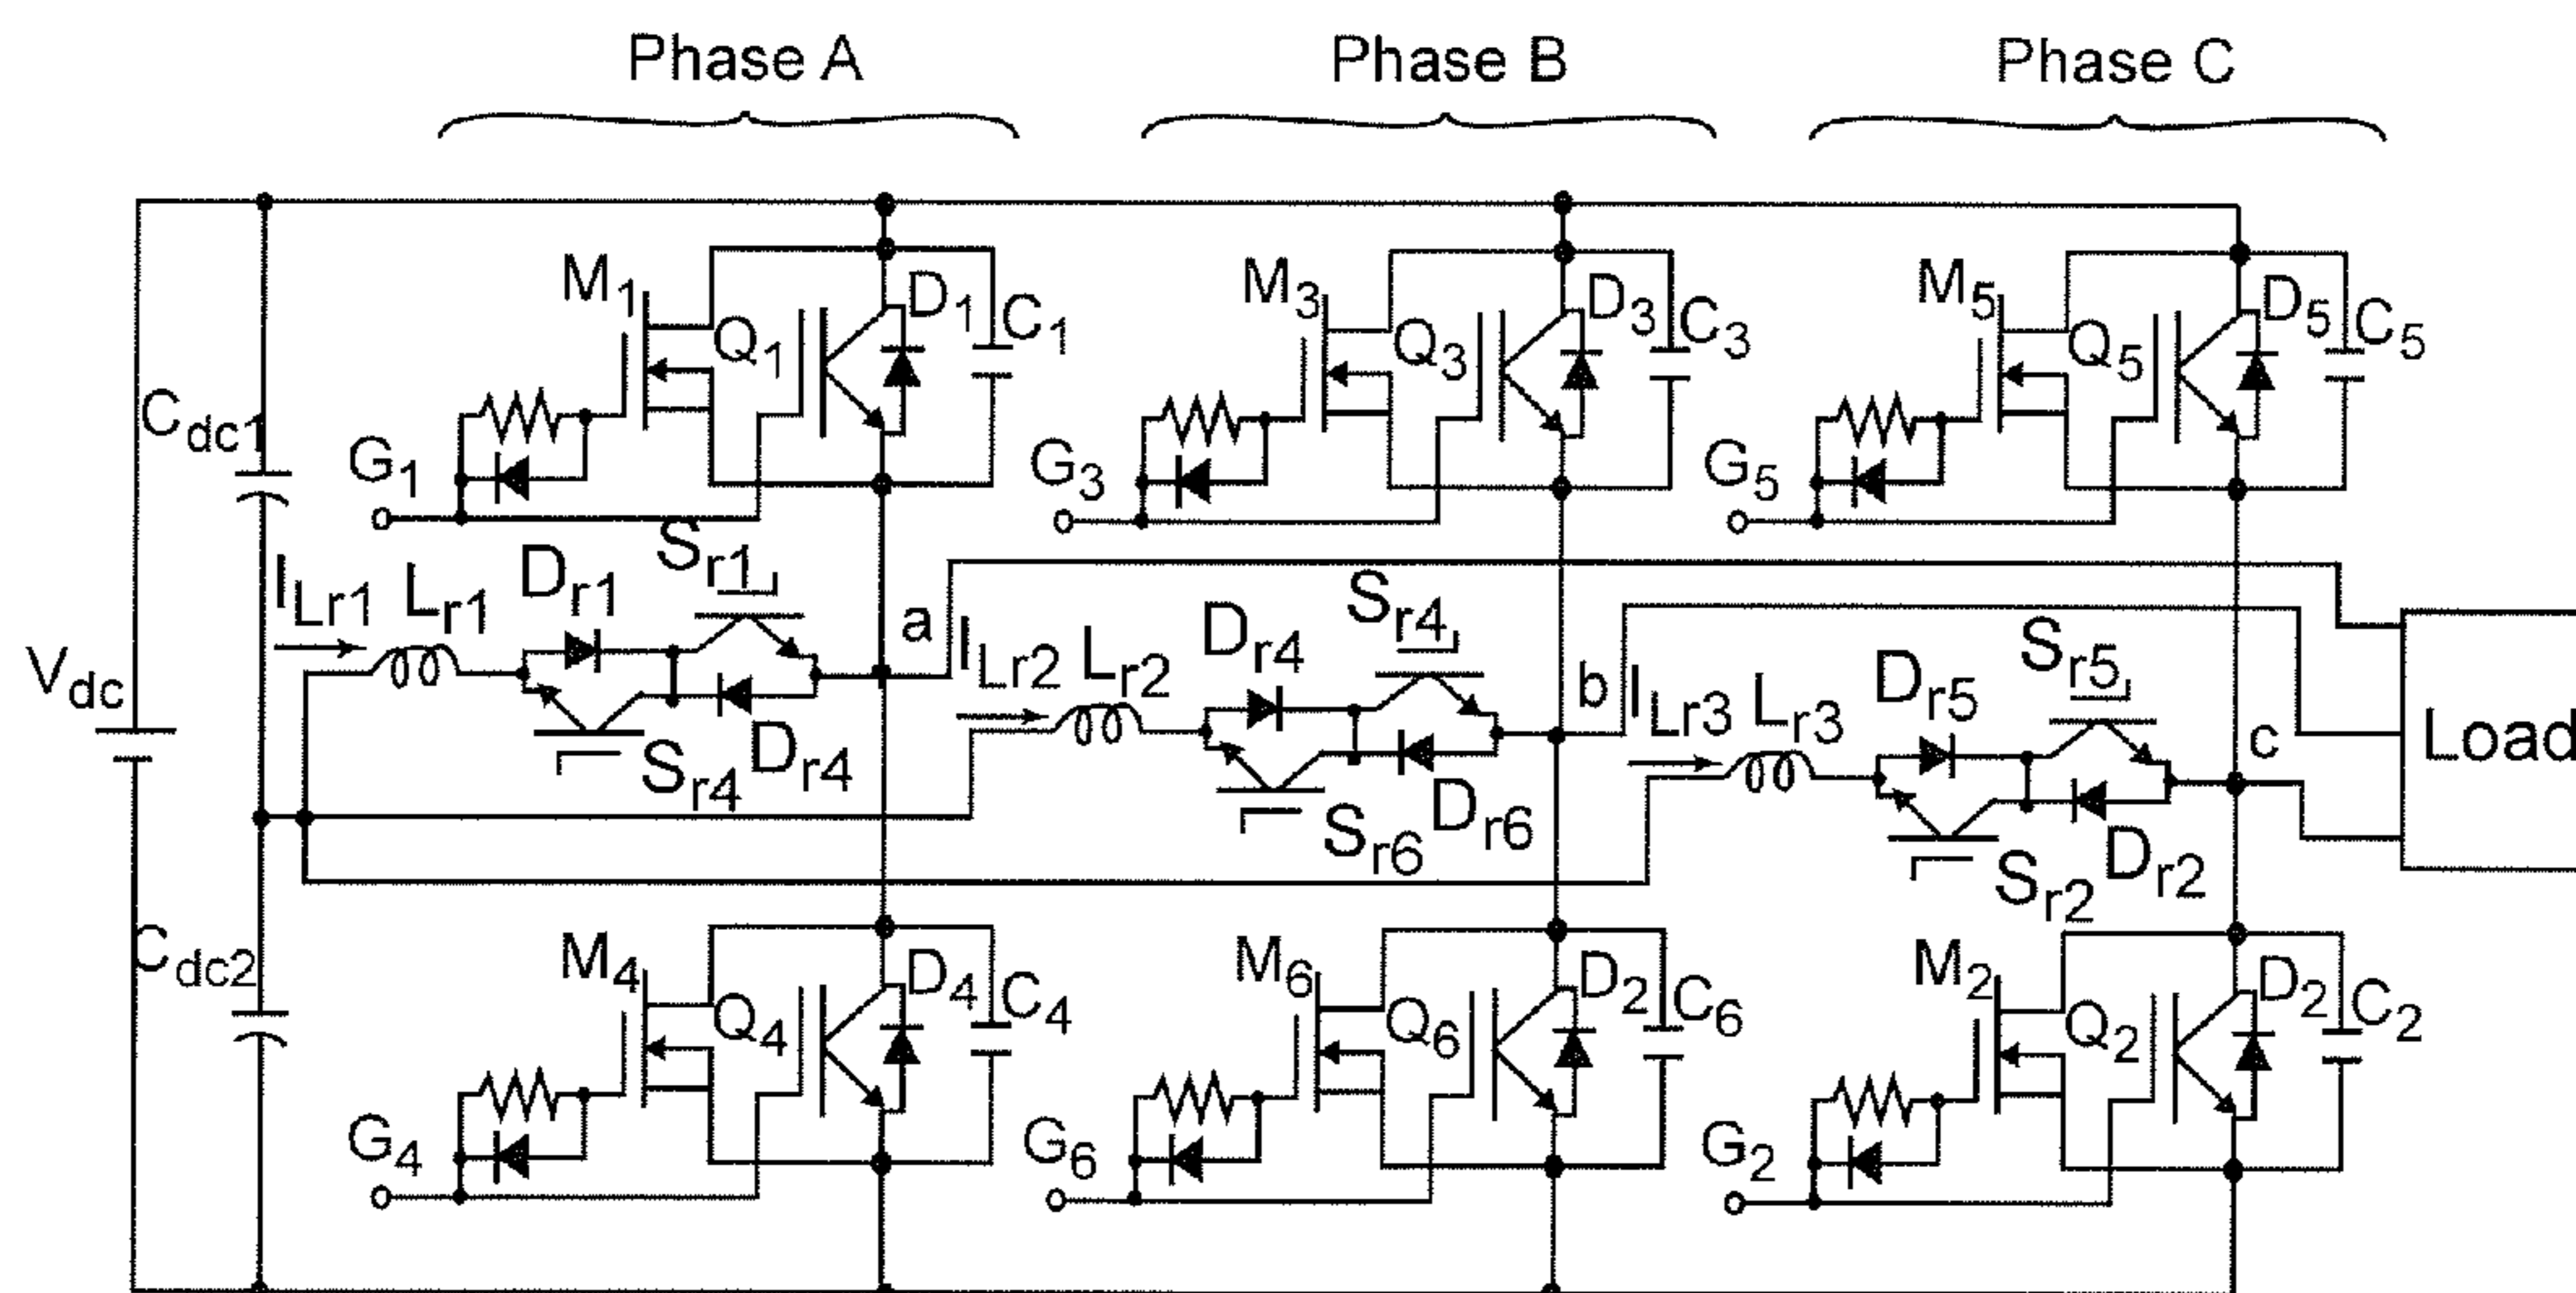 Phase A
Phase B
Phase C
M1
Q1
D1
C1
M3
Q3
D3
C3
M5
Q5
D5
C5
Cdc1
G1
G3
G5
Sr1
ILr1
Lr1
Dr1
a
Sr4
Dr4
ILr2
Lr2
Dr4
Sr4
b
Sr6
Dr6
ILr3
Lr3
Dr5
Sr5
c
Sr2
Dr2
Vdc
Load
Cdc2
M4
Q4
D4
C4
M6
Q6
D2
C6
M2
Q2
D2
C2
G4
G6
G2